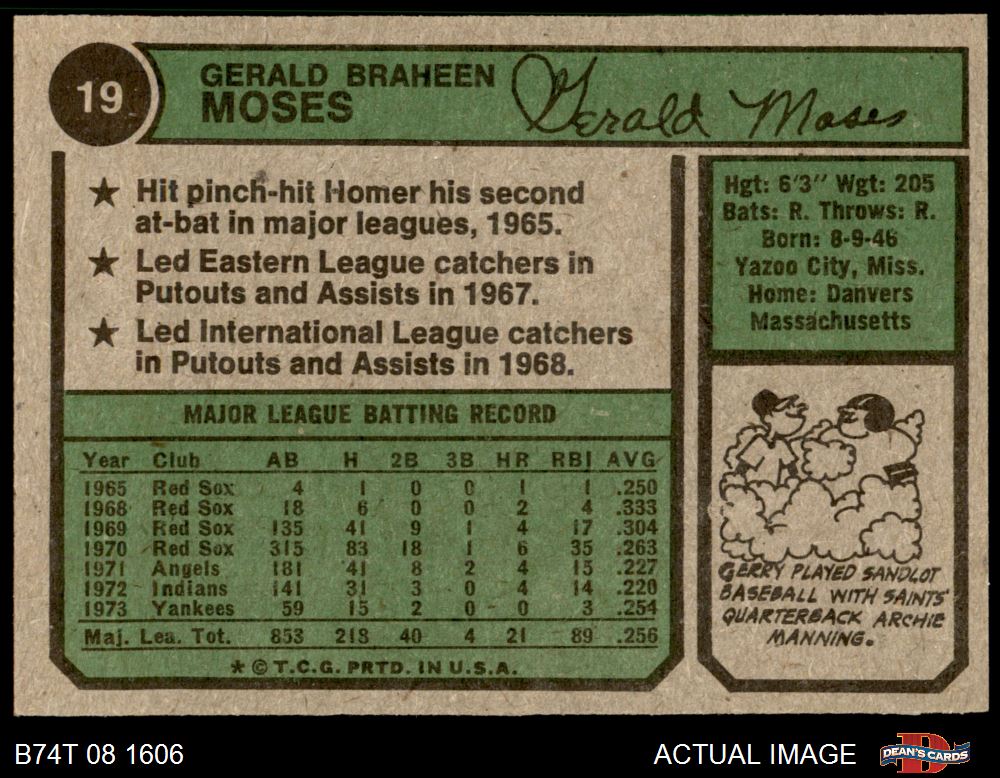 19
GERALD BRAHEEN
MOSES
Gerald Moses
★ Hit pinch-hit Homer his second
at-bat in major leagues, 1965.
★ Led Eastern League catchers in
Putouts and Assists in 1967.
★ Led International League catchers
in Putouts and Assists in 1968.
Hgt: 6'3" Wgt: 205
Bats: R. Throws: R.
Born: 8-9-46
Yazoo City, Miss.
Home: Danvers
Massachusetts
MAJOR LEAGUE BATTING RECORD
Year Club AB H 2B 3B HR RBI AVG
1965 Red Sox 4 1 0 0 1 1 .250
1968 Red Sox 18 6 0 0 2 4 .333
1969 Red Sox 135 41 9 1 4 17 .304
1970 Red Sox 315 83 18 1 6 35 .263
1971 Angels 181 41 8 2 4 15 .227
1972 Indians 141 31 3 0 4 14 .220
1973 Yankees 59 15 2 0 0 3 .254
Maj. Lea. Tot. 853 218 40 4 21 89 .256
★ © T.C.G. PRTD. IN U.S.A.
GERRY PLAYED SANDLOT
BASEBALL WITH SAINTS'
QUARTERBACK ARCHIE
MANNING.
B74T 08 1606
ACTUAL IMAGE
DEAN'S CARDS